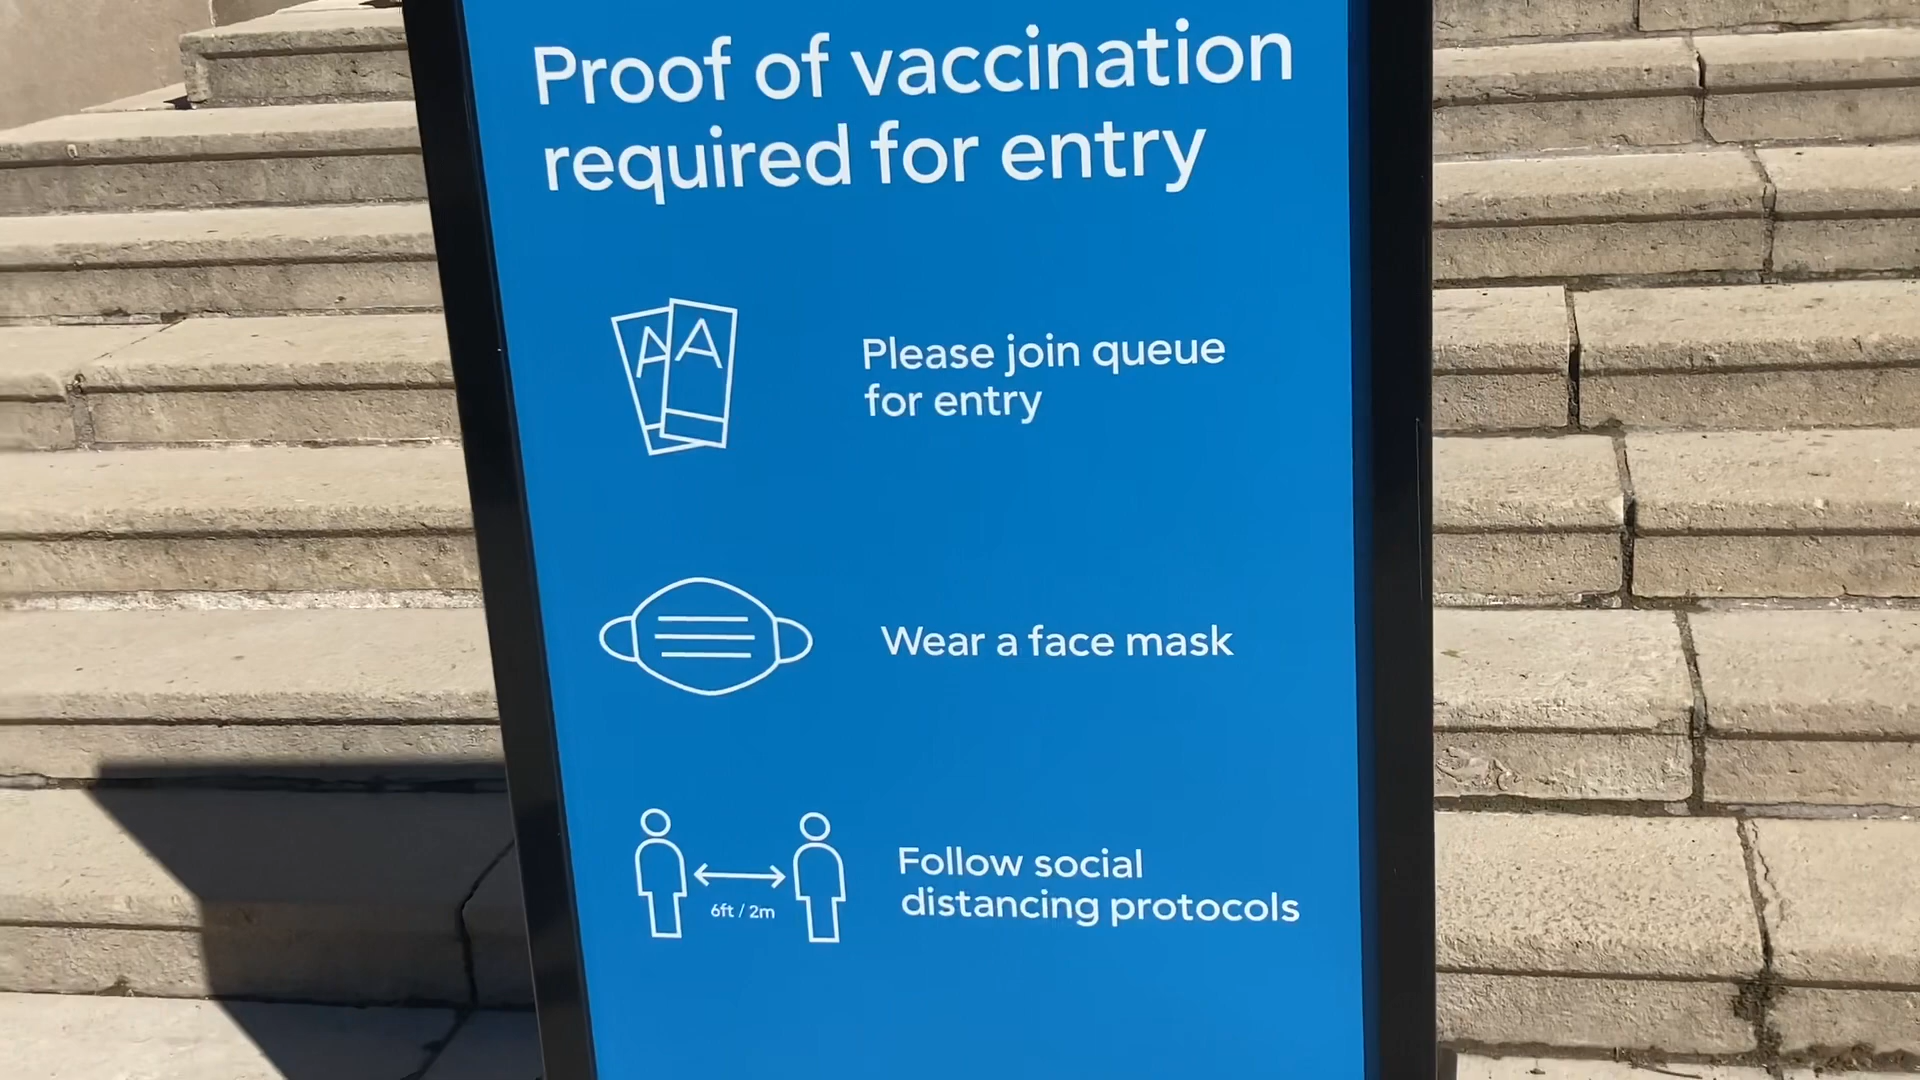 Proof of vaccination
required for entry
A A
Please join queue
for entry
Wear a face mask
6ft / 2m
Follow social
distancing protocols